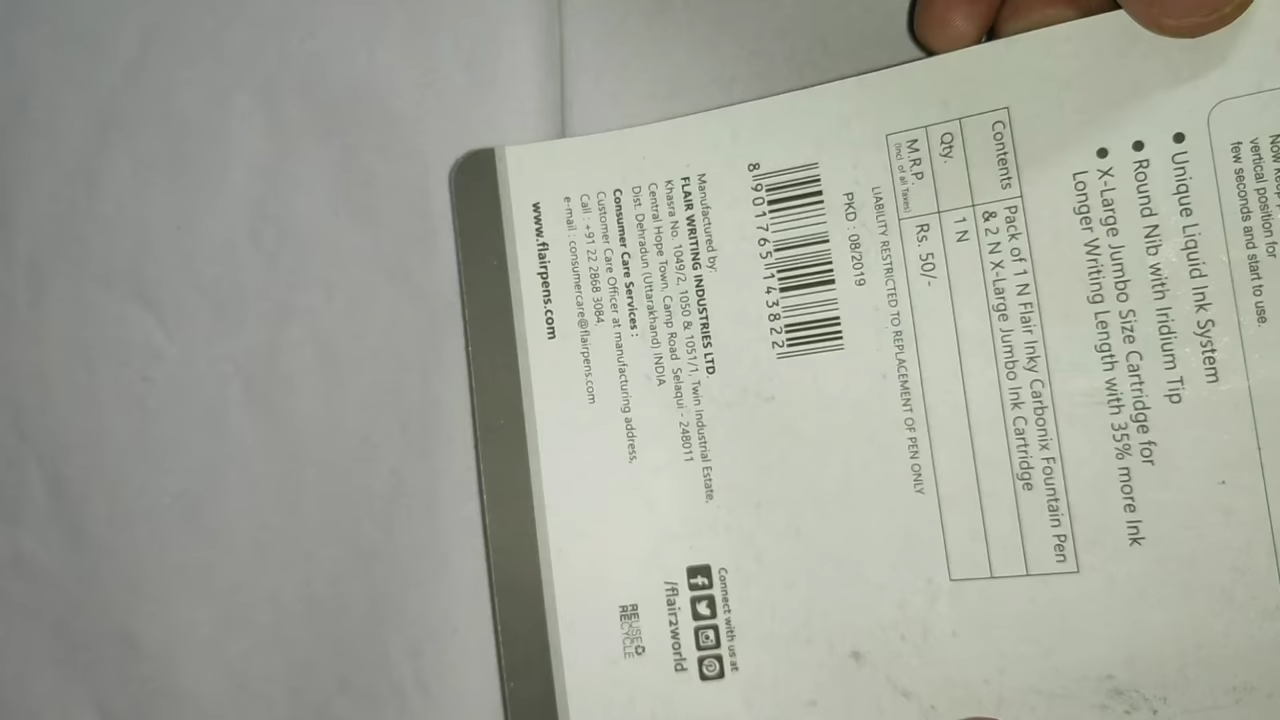 vertical position for
few seconds and start to use.
● Unique Liquid Ink System
● Round Nib with Iridium Tip
● X-Large Jumbo Size Cartridge for
Longer Writing Length with 35% more Ink
Contents Pack of 1 N Flair Inky Carbonix Fountain Pen
& 2 N X-Large Jumbo Ink Cartridge
Qty. 1 N
M.R.P. Rs. 50/-
(Incl. of all Taxes)
LIABILITY RESTRICTED TO REPLACEMENT OF PEN ONLY
PKD : 08/2019
8 901765 143822
Manufactured by:
FLAIR WRITING INDUSTRIES LTD.
Khasra No. 1049/2, 1050 & 1051/1, Twin Industrial Estate,
Central Hope Town, Camp Road Selaqui - 248011
Dist. Dehradun (Uttarakhand) INDIA
Consumer Care Services :
Customer Care Officer at manufacturing address,
Call : +91 22 2868 3084,
e-mail : consumercare@flairpens.com
www.flairpens.com
Connect with us at
/flair2world
REUSE
RECYCLE